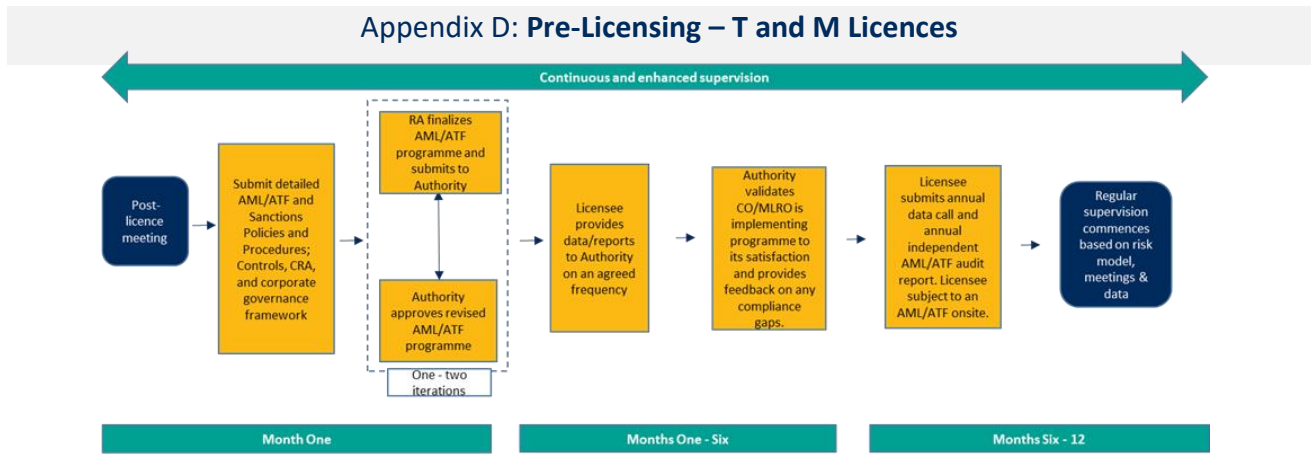 Appendix D: Pre-Licensing – T and M Licences
Continuous and enhanced supervision
Post-
licence
meeting
Submit detailed
AML/ATF and
Sanctions
Policies and
Procedures;
Controls, CRA,
and corporate
governance
framework
RA finalizes
AML/ATF
programme and
submits to
Authority
Authority
approves revised
AML/ATF
programme
One - two
iterations
Licensee
provides
data/reports
to Authority
on an agreed
frequency
Authority
validates
CO/MLRO is
implementing
programme to
its satisfaction
and provides
feedback on any
compliance
gaps.
Licensee
submits annual
data call and
annual
independent
AML/ATF audit
report. Licensee
subject to an
AML/ATF onsite.
Regular
supervision
commences
based on risk
model,
meetings &
data
Month One
Months One - Six
Months Six - 12